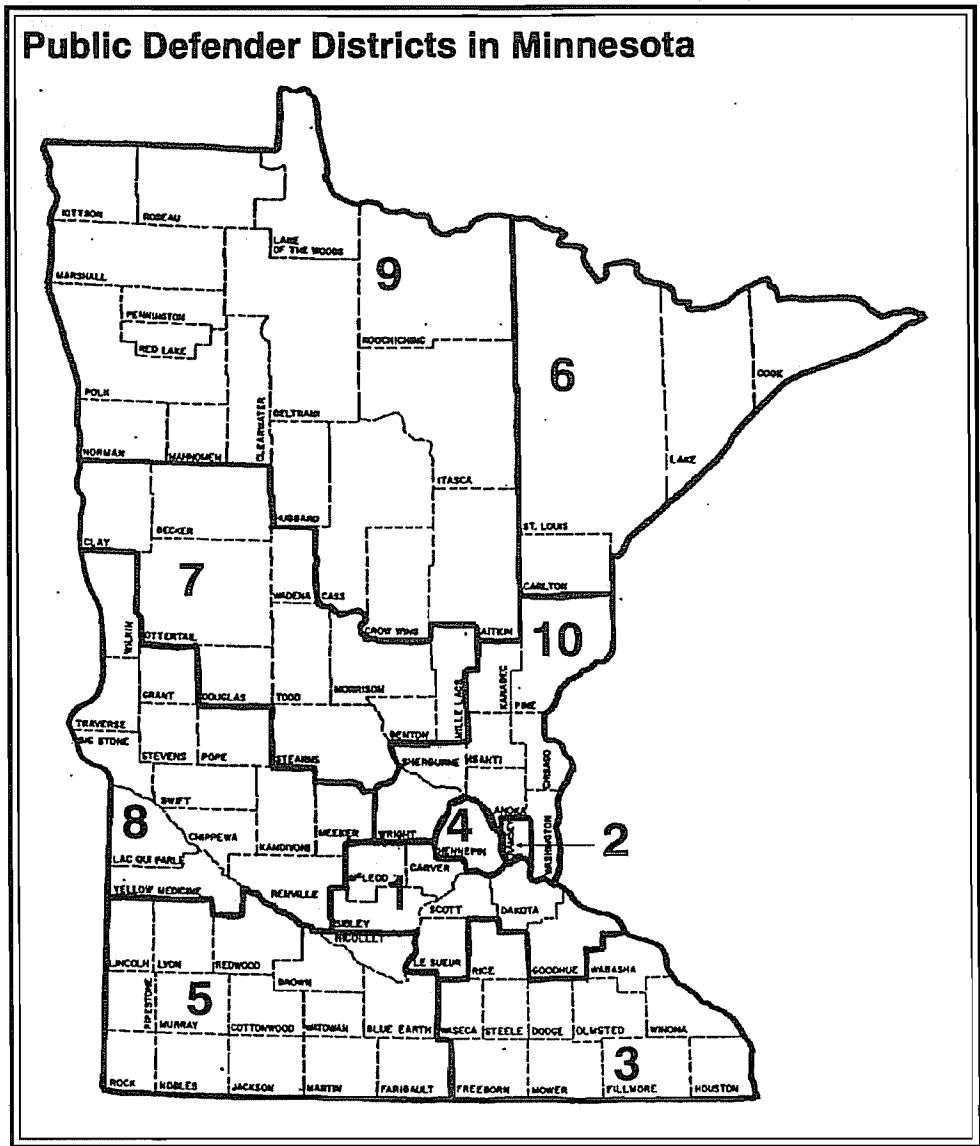 Public Defender Districts in Minnesota
KITTSON
ROSEAU
LAKE
OF THE WOODS
MARSHALL
9
PENNINGTON
RED LAKE
KOOCHICHING
6
COOK
POLK
CLEARWATER
BELTRAMI
NORMAN
MAHNOMEN
LAKE
ITASCA
HUBBARD
BECKER
ST. LOUIS
CLAY
7
WADENA
CASS
CARLTON
WILKIN
OTTERTAIL
CROW WING
AITKIN
10
GRANT
DOUGLAS
TODD
MORRISON
MILLE LACS
KANABEC
PINE
TRAVERSE
BIG STONE
STEVENS
POPE
STEARNS
BENTON
SHERBURNE
ISANTI
CHISAGO
SWIFT
8
CHIPPEWA
KANDIYOHI
MEEKER
WRIGHT
4
HENNEPIN
ANOKA
RAMSEY
WASHINGTON
2
LAC QUI PARLE
YELLOW MEDICINE
RENVILLE
McLEOD
1
CARVER
SCOTT
DAKOTA
SIBLEY
NICOLLET
LE SUEUR
RICE
GOODHUE
WABASHA
LINCOLN
LYON
REDWOOD
BROWN
PIPESTONE
5
MURRAY
COTTONWOOD
WATONWAN
BLUE EARTH
WASECA
STEELE
DODGE
OLMSTED
WINONA
3
ROCK
NOBLES
JACKSON
MARTIN
FARIBAULT
FREEBORN
MOWER
FILLMORE
HOUSTON